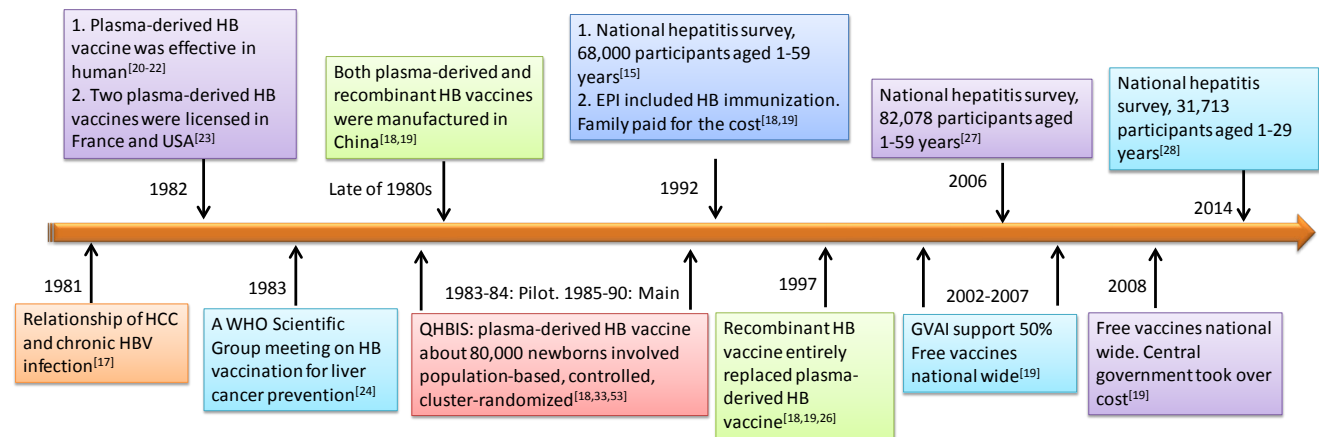 1. Plasma-derived HB
vaccine was effective in
human[20-22]
2. Two plasma-derived HB
vaccines were licensed in
France and USA[23]
Both plasma-derived and
recombinant HB vaccines
were manufactured in
China[18,19]
1. National hepatitis survey,
68,000 participants aged 1-59
years[15]
2. EPI included HB immunization.
Family paid for the cost[18,19]
National hepatitis survey,
82,078 participants aged
1-59 years[27]
National hepatitis
survey, 31,713
participants aged 1-29
years[28]
1982
Late of 1980s
1992
2006
2014
1981
1983
1983-84: Pilot. 1985-90: Main
1997
2002-2007
2008
Relationship of HCC
and chronic HBV
infection[17]
A WHO Scientific
Group meeting on HB
vaccination for liver
cancer prevention[24]
QHBIS: plasma-derived HB vaccine
about 80,000 newborns involved
population-based, controlled,
cluster-randomized[18,33,53]
Recombinant HB
vaccine entirely
replaced plasma-
derived HB
vaccine[18,19,26]
GVAI support 50%
Free vaccines
national wide[19]
Free vaccines national
wide. Central
government took over
cost[19]